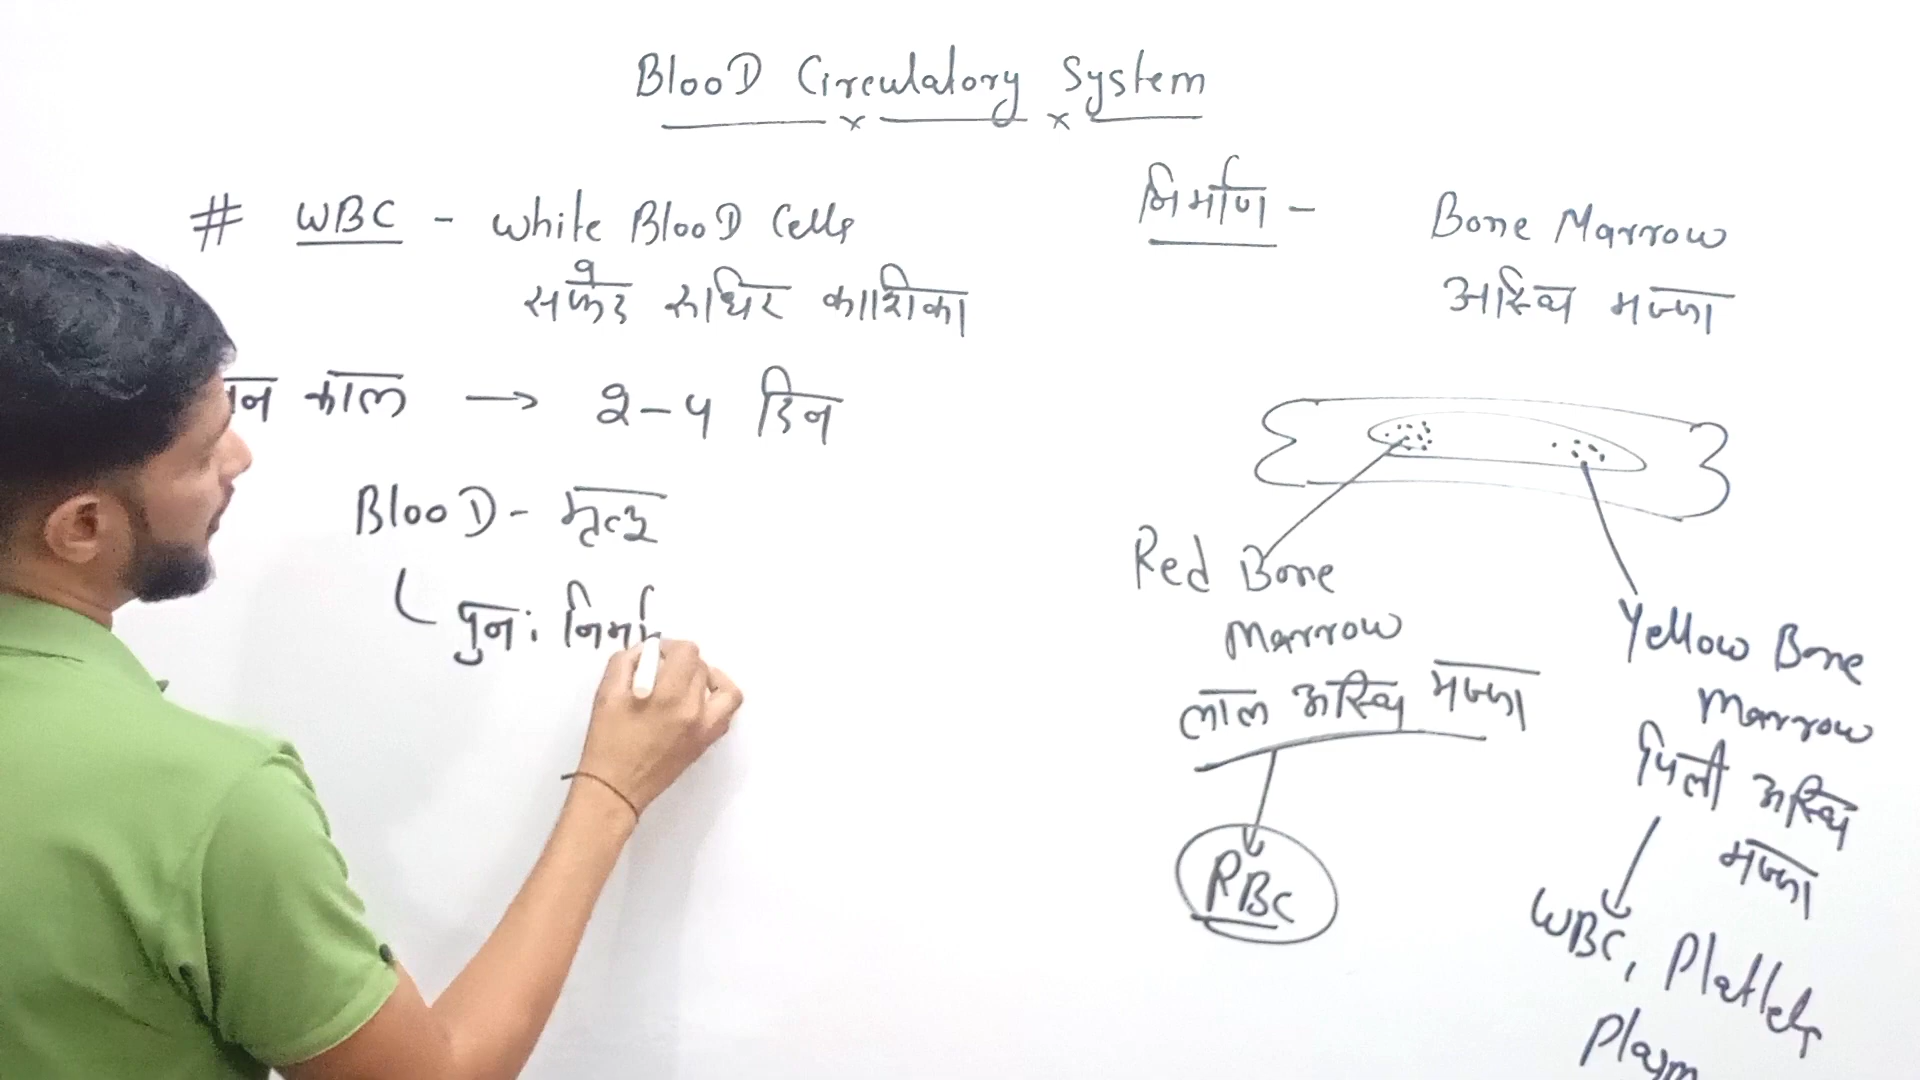 BlooD Circulatory System
# WBC - White BlooD Cells
सफेद रुधिर कोशिका
काल → 2-4 दिन
BlooD - मृत्यु
पुनः
निर्माण -
Bone Marrow
अस्थि मज्जा
Red Bone
Marrow
लाल अस्थि मज्जा
RBC
Yellow Bone
Marrow
पिली अस्थि
मज्जा
WBC, Platlets